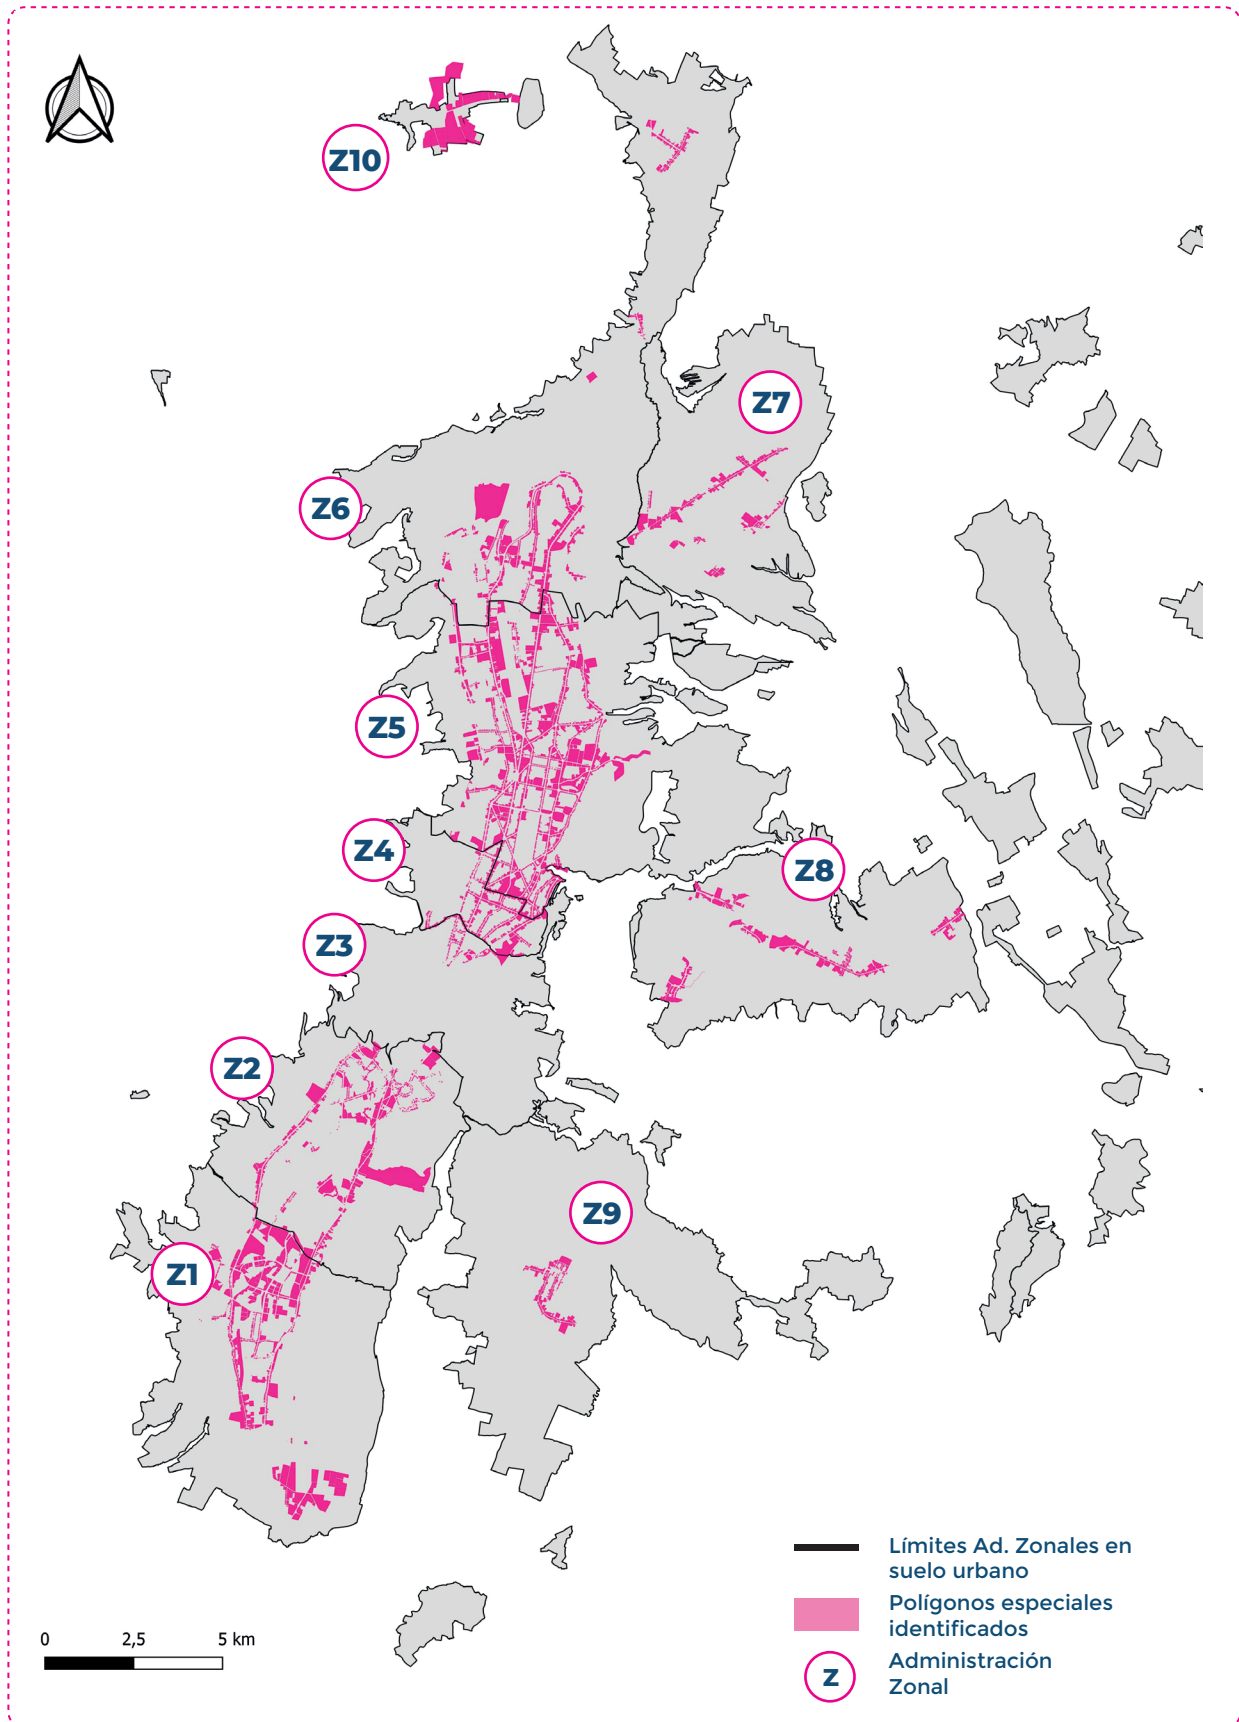 Z10
Z7
Z6
Z5
Z4
Z8
Z3
Z2
Z9
Z1
Límites Ad. Zonales en
suelo urbano
Polígonos especiales
identificados
Z
Administración
Zonal
0 2,5 5 km